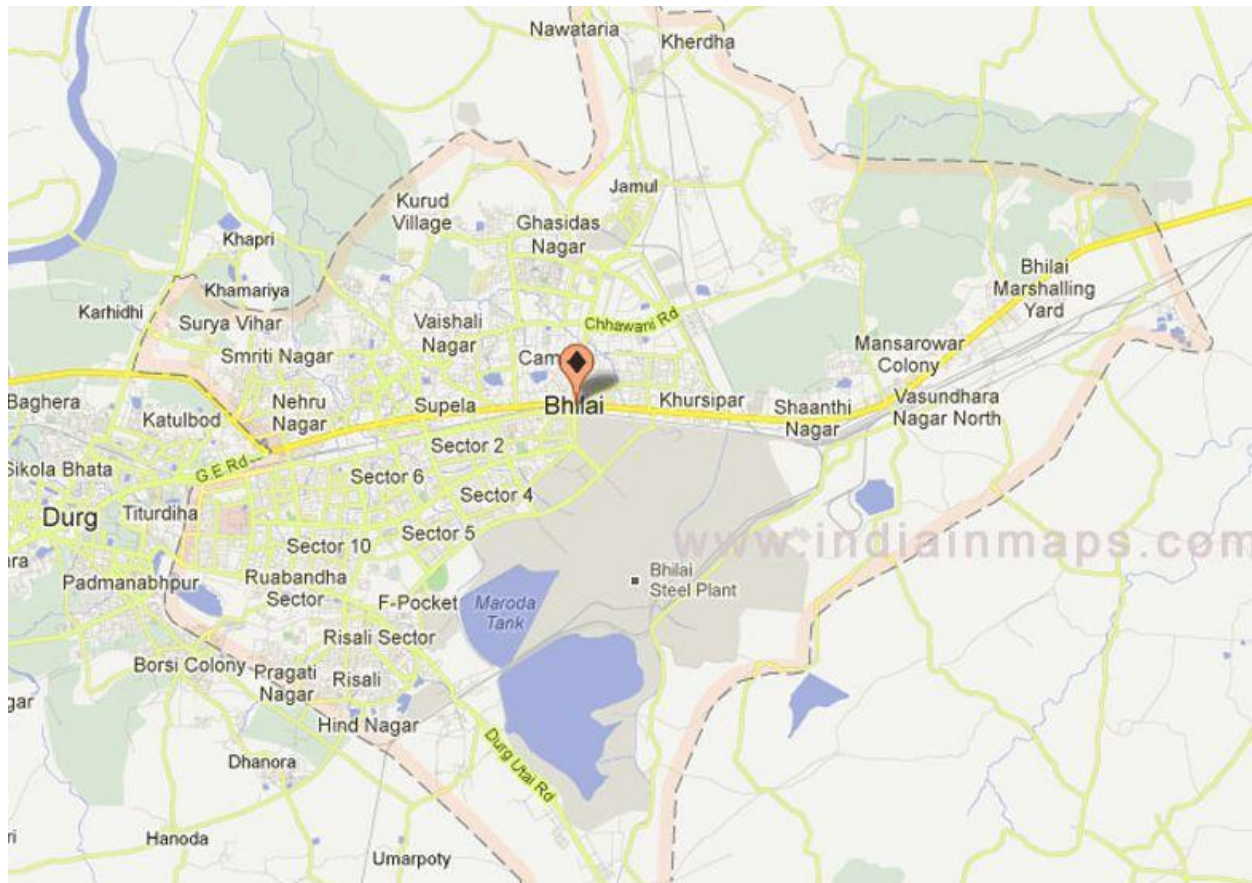 Nawataria
Kherdha
Jamul
Kurud
Village
Ghasidas
Nagar
Khapri
Khamariya
Karhidhi
Surya Vihar
Smriti Nagar
Vaishali
Nagar
Chhawani Rd
Bhilai
Marshalling
Yard
Mansarowar
Colony
Cam
Baghera
Katulbod
Nehru
Nagar
Supela
Bhilai
Khursipar
Shaanthi
Nagar
Vasundhara
Nagar North
Sikola Bhata
G.E Rd
Sector 2
Sector 6
Sector 4
Durg
Titurdiha
Sector 10
Sector 5
www.indiainmaps.com
ara
Padmanabhpur
Ruabandha
Sector
F-Pocket
Maroda
Tank
Bhilai
Steel Plant
Risali Sector
Borsi Colony
Pragati
Nagar
Risali
gar
Hind Nagar
Dhanora
Durg Utai Rd
ri
Hanoda
Umarpoty